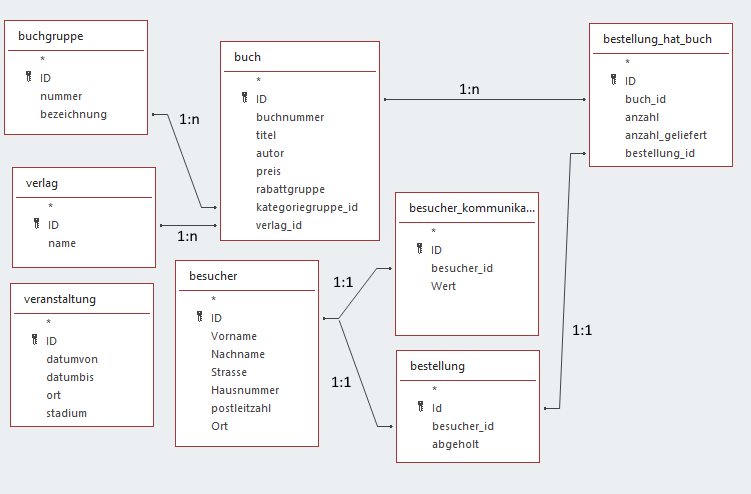 buchgruppe
*
ID
nummer
bezeichnung
1:n
buch
*
ID
buchnummer
titel
autor
preis
rabattgruppe
kategoriegruppe_id
verlag_id
1:n
bestellung_hat_buch
*
ID
buch_id
anzahl
anzahl_geliefert
bestellung_id
verlag
*
ID
name
1:n
besucher_kommunika...
*
ID
besucher_id
Wert
besucher
*
ID
Vorname
Nachname
Strasse
Hausnummer
postleitzahl
Ort
1:1
1:1
veranstaltung
*
ID
datumvon
datumbis
ort
stadium
bestellung
*
Id
besucher_id
abgeholt
1:1